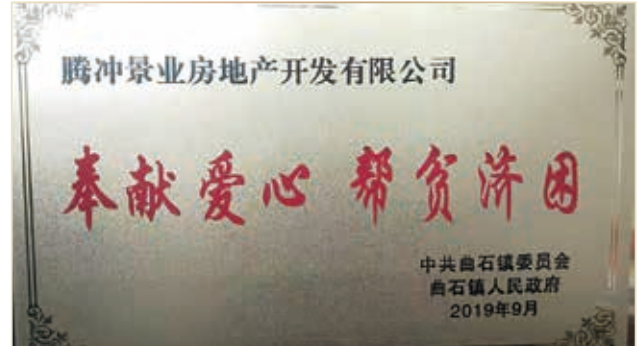 腾冲景业房地产开发有限公司
奉献爱心 帮贫济困
中共曲石镇委员会
曲石镇人民政府
2019年9月